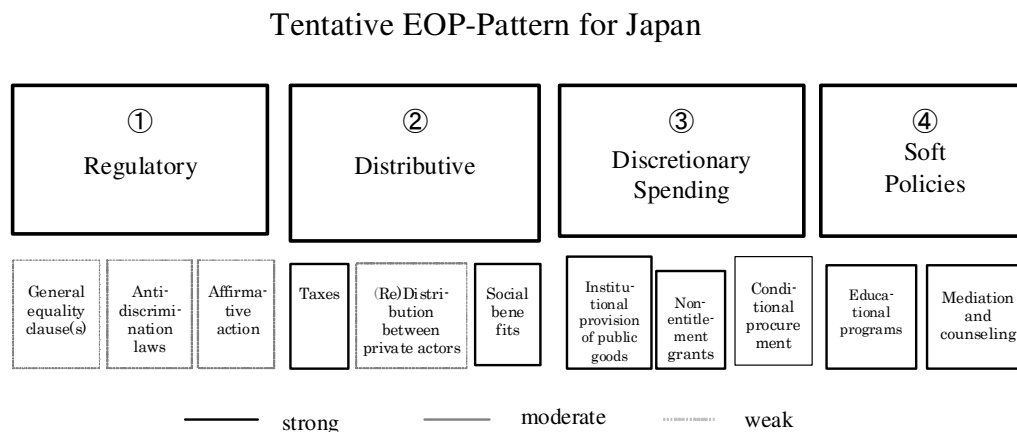 Tentative EOP-Pattern for Japan
①
Regulatory
②
Distributive
③
Discretionary
Spending
④
Soft
Policies
General
equality
clause(s)
Anti-
discrimi-
nation
laws
Affirma-
tive
action
Taxes
(Re)Distri-
bution
between
private actors
Social
bene
fits
Institu-
tional
provision
of public
goods
Non-
entitle-
ment
grants
Condi-
tional
procure
ment
Educa-
tional
programs
Mediation
and
counseling
strong
moderate
weak